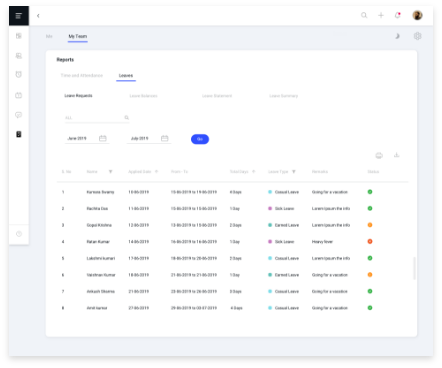 My Team
Reports
Time and Attendance
Leaves
Leave Requests
Leave Balances
Leave Summary
June 2019
July 2019
Go
S. No. Name Applied Date From - To Total Days Leave Type Remarks Status
1 Kumara Swamy 10-06-2019 15-06-2019 to 19-06-2019 4 Days Casual Leave Going for a vacation
2 Ruchira Das 11-06-2019 15-06-2019 to 15-06-2019 1 Day Sick Leave Lorem ipsum the info
3 Gopal Krishna 13-06-2019 13-06-2019 to 15-06-2019 2 Days Earned Leave Lorem ipsum the info
4 Ratan Kumar 14-06-2019 16-06-2019 to 16-06-2019 1 Day Sick Leave Heavy fever
5 Lakshmi kumari 17-06-2019 18-06-2019 to 20-06-2019 2 Days Casual Leave Lorem ipsum the info
6 Vaishnav Kumar 18-06-2019 21-06-2019 to 21-06-2019 1 Day Earned Leave Going for a vacation
7 Ankush Sharma 21-06-2019 23-06-2019 to 26-06-2019 3 Days Casual Leave Going for a vacation
8 Amit kumar 27-06-2019 29-06-2019 to 03-07-2019 4 Days Casual Leave Going for a vacation